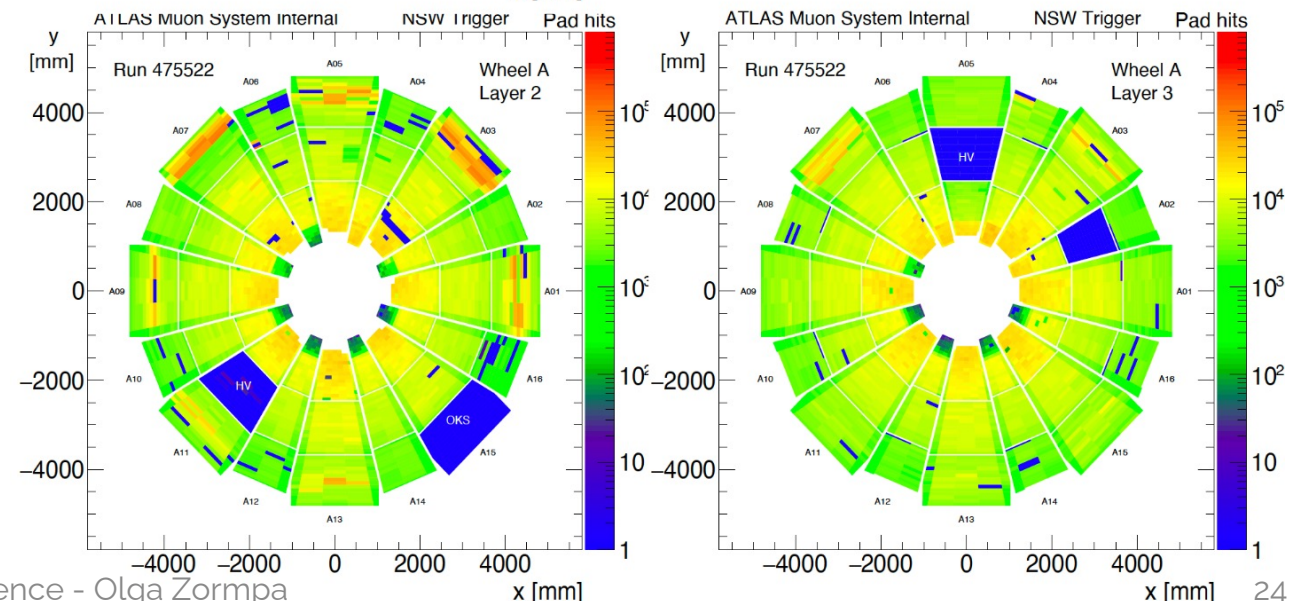 ATLAS Muon System Internal NSW Trigger Pad hits
y
[mm]
Run 475522
Wheel A
Layer 2
A05
A06
A04
A07
A03
A08
A02
A09
A01
A10
A16
A11
A15
A12
A14
A13
HV
OKS
4000
2000
0
−2000
−4000
−4000 −2000 0 2000 4000
x [mm]
10
1
ATLAS Muon System Internal NSW Trigger Pad hits
y
[mm]
Run 475522
Wheel A
Layer 3
A05
A06
A04
A07
A03
A08
A02
A09
A01
A10
A16
A11
A15
A12
A14
A13
HV
4000
2000
0
−2000
−4000
−4000 −2000 0 2000 4000
x [mm]
10⁵
10⁴
10³
10²
10
1
ence - Olga Zormpa
24